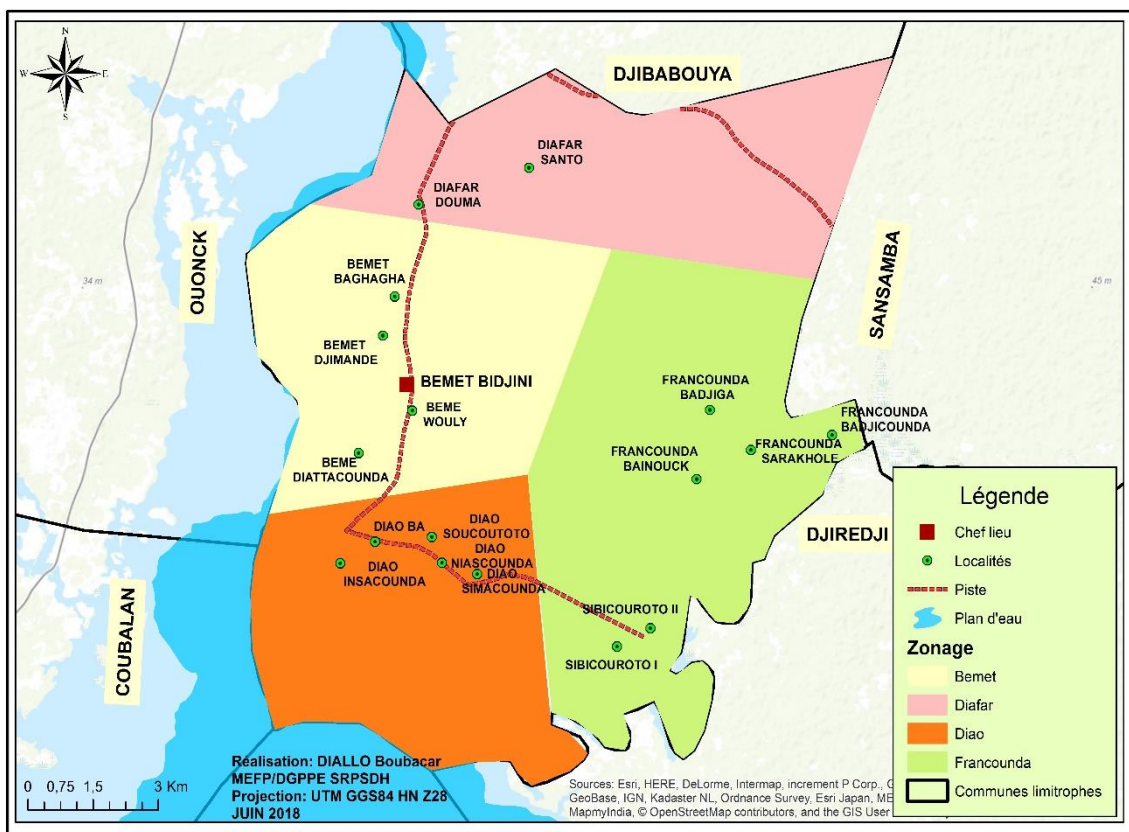 N
W E
S
DJIBABOUYA
DIAFAR
SANTO
DIAFAR
DOUMA
OUONCK
SANSAMBA
BEMET
BAGHAGHA
34 m
45 m
BEMET
DJIMANDE
BEMET BIDJINI
BEME
WOULY
BEME
DIATTACOUNDA
FRANCOUNDA
BADJIGA
FRANCOUNDA
BADJICOUNDA
FRANCOUNDA
BAINOUCK
FRANCOUNDA
SARAKHOLE
DIAO BA
DIAO
SOUCOUTOTO
DIAO
INSACOUNDA
DIAO
NIASCOUNDA
DIAO
SIMACOUNDA
DJIREDJI
SIBICOUROTO II
SIBICOUROTO I
COUBALAN
Légende
Chef lieu
Localités
Piste
Plan d'eau
Zonage
Bemet
Diafar
Diao
Francounda
Communes limitrophes
0 0,75 1,5 3 Km
Réalisation: DIALLO Boubacar
MEFP/DGPPE SRPSDH
Projection: UTM GGS84 HN Z28
JUIN 2018
Sources: Esri, HERE, DeLorme, Intermap, increment P Corp.,
GeoBase, IGN, Kadaster NL, Ordnance Survey, Esri Japan,
MapmyIndia, © OpenStreetMap contributors, and the GIS User